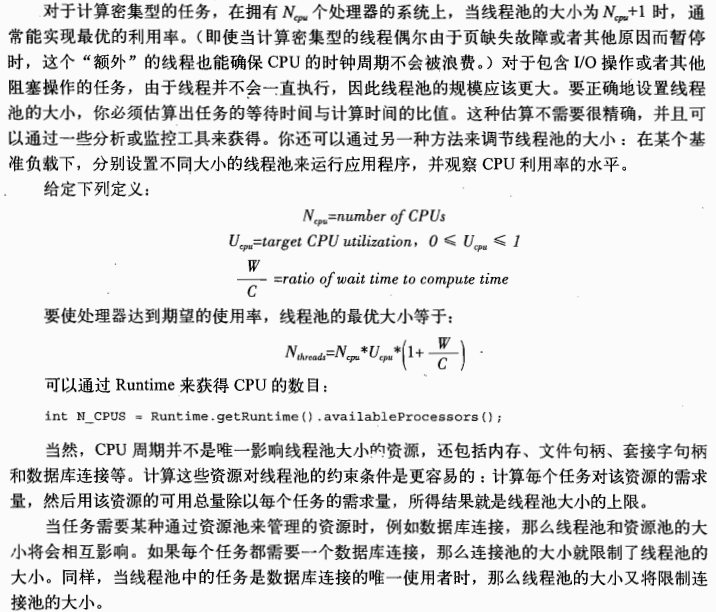 对于计算密集型的任务，在拥有 Ncpu 个处理器的系统上，当线程池的大小为 Ncpu+1 时，通
常能实现最优的利用率。（即使当计算密集型的线程偶尔由于页缺失故障或者其他原因而暂停
时，这个“额外”的线程也能确保 CPU 的时钟周期不会被浪费。）对于包含 I/O 操作或者其他
阻塞操作的任务，由于线程并不会一直执行，因此线程池的规模应该更大。要正确地设置线程
池的大小，你必须估算出任务的等待时间与计算时间的比值。这种估算不需要很精确，并且可
以通过一些分析或监控工具来获得。你还可以通过另一种方法来调节线程池的大小：在某个基
准负载下，分别设置不同大小的线程池来运行应用程序，并观察 CPU 利用率的水平。
给定下列定义：
Ncpu=number of CPUs
Ucpu=target CPU utilization，0 ≤ Ucpu ≤ 1
W/C =ratio of wait time to compute time
要使处理器达到期望的使用率，线程池的最优大小等于：
Nthreads=Ncpu*Ucpu*(1+ W/C)
可以通过 Runtime 来获得 CPU 的数目：
int N_CPUS = Runtime.getRuntime().availableProcessors();
当然，CPU 周期并不是唯一影响线程池大小的资源，还包括内存、文件句柄、套接字句柄
和数据库连接等。计算这些资源对线程池的约束条件是更容易的：计算每个任务对该资源的需求
量，然后用该资源的可用总量除以每个任务的需求量，所得结果就是线程池大小的上限。
当任务需要某种通过资源池来管理的资源时，例如数据库连接，那么线程池和资源池的大
小将会相互影响。如果每个任务都需要一个数据库连接，那么连接池的大小就限制了线程池的
大小。同样，当线程池中的任务是数据库连接的唯一使用者时，那么线程池的大小又将限制连
接池的大小。